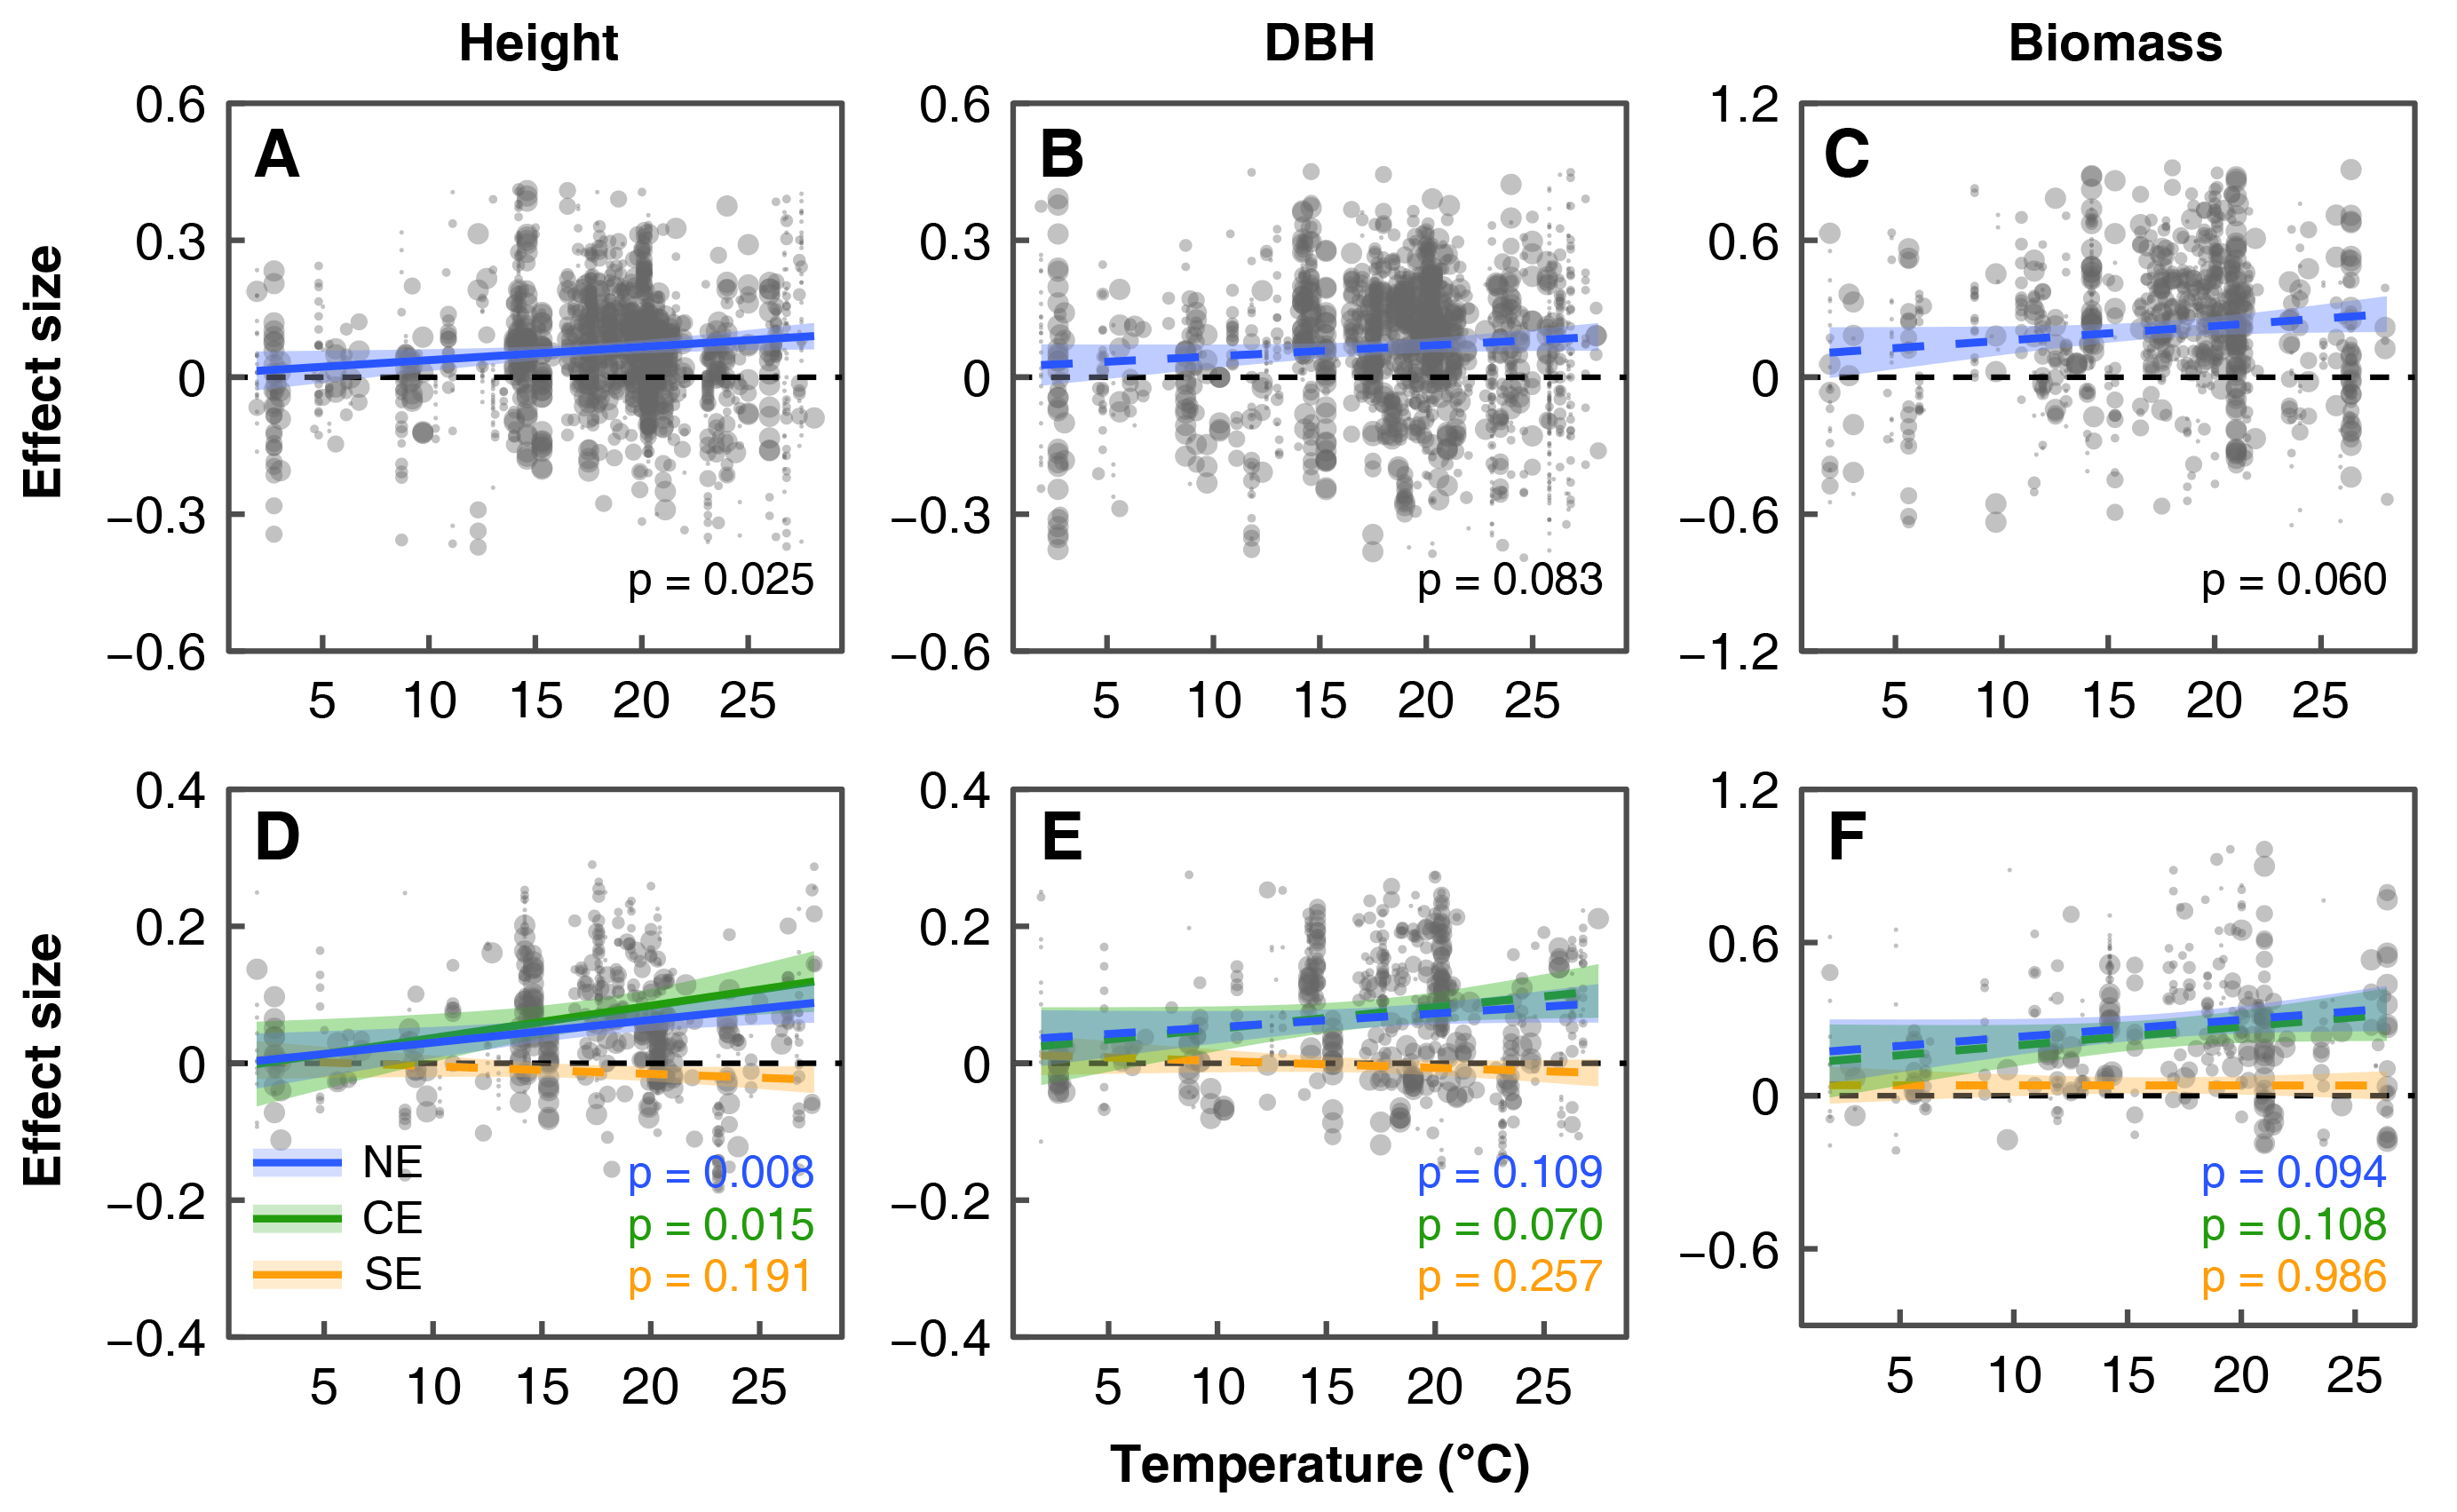 Height
DBH
Biomass
Effect size
0.6
0.3
0
−0.3
−0.6
A
p = 0.025
5 10 15 20 25
0.6
0.3
0
−0.3
−0.6
B
p = 0.083
5 10 15 20 25
1.2
0.6
0
−0.6
−1.2
C
p = 0.060
5 10 15 20 25
Effect size
0.4
0.2
0
−0.2
−0.4
D
NE
CE
SE
p = 0.008
p = 0.015
p = 0.191
5 10 15 20 25
0.4
0.2
0
−0.2
−0.4
E
p = 0.109
p = 0.070
p = 0.257
5 10 15 20 25
1.2
0.6
0
−0.6
F
p = 0.094
p = 0.108
p = 0.986
5 10 15 20 25
Temperature (°C)